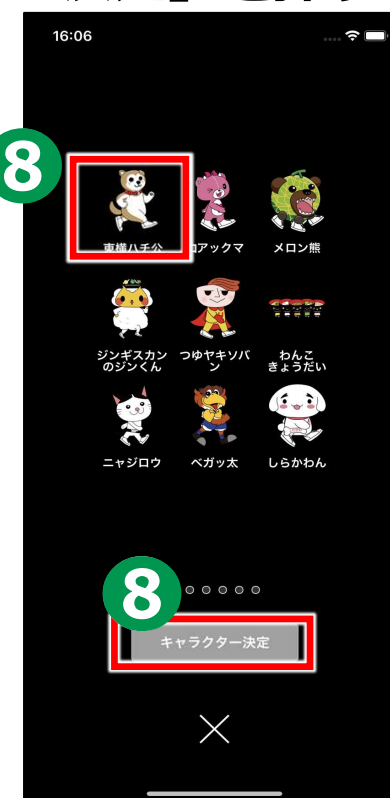 16:06
8
東横ハチ公
コアックマ
メロン熊
ジンギスカン
のジンくん
つゆヤキソバ
ン
わんこ
きょうだい
ニャジロウ
ベガッ太
しらかわん
8
キャラクター決定